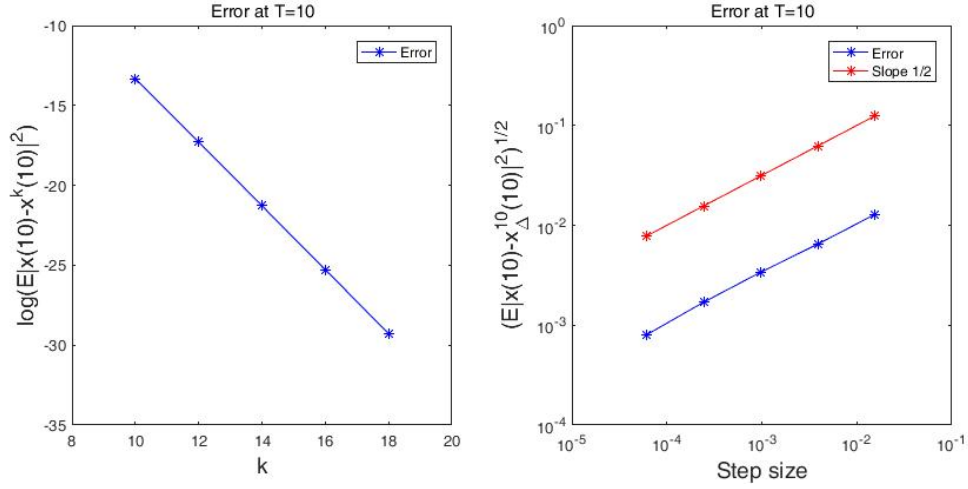 Error at T=10
-10
-15
-20
-25
-30
-35
log(E|x(10)-x^k(10)|^2)
Error
8 10 12 14 16 18 20
k
Error at T=10
10^0
10^-1
10^-2
10^-3
10^-4
(E|x(10)-x_△^10(10)|^2)^1/2
Error
Slope 1/2
10^-5 10^-4 10^-3 10^-2 10^-1
Step size